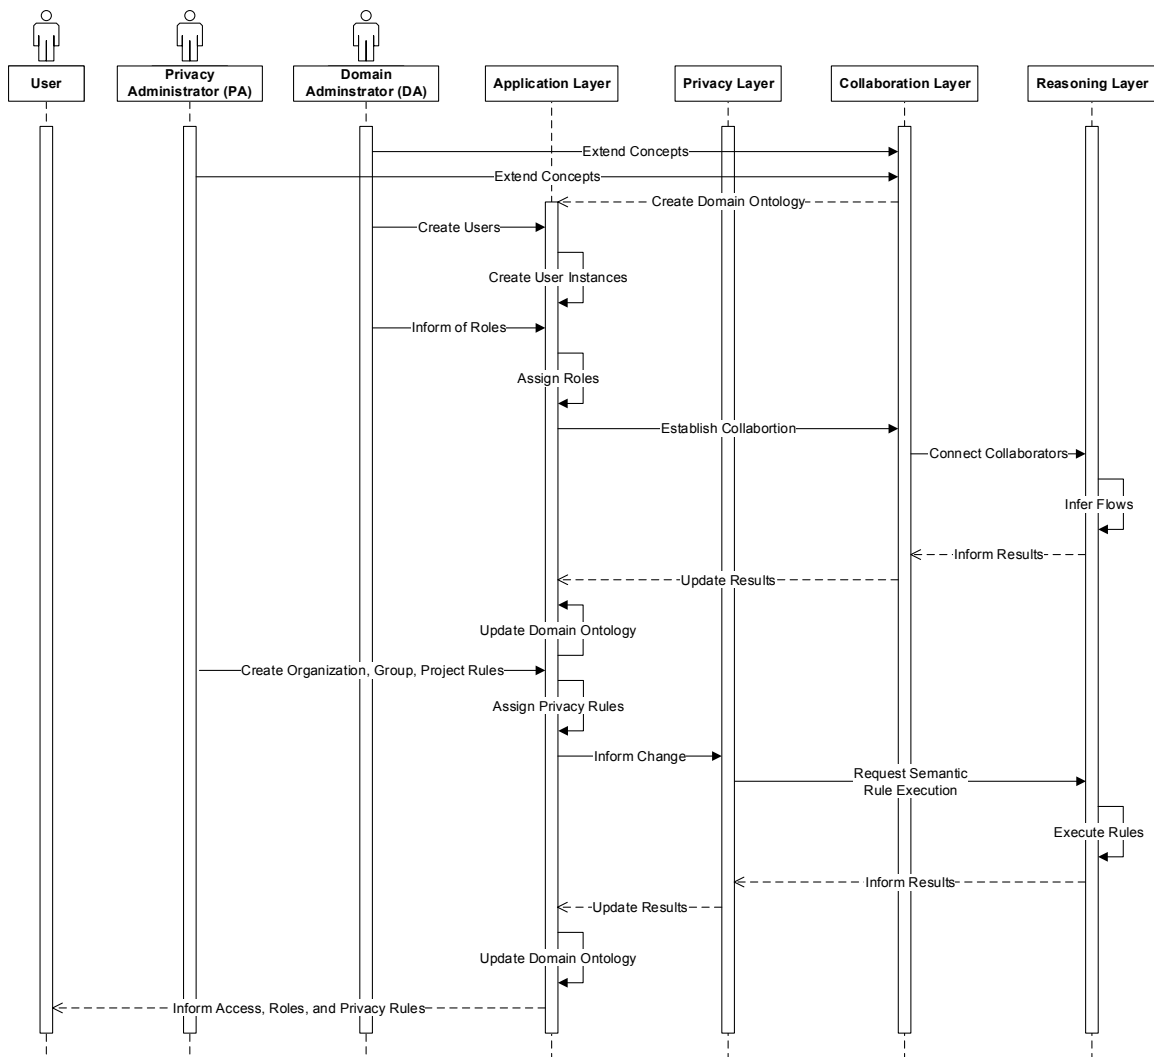 User
Privacy
Administrator (PA)
Domain
Adminstrator (DA)
Application Layer
Privacy Layer
Collaboration Layer
Reasoning Layer
Extend Concepts
Extend Concepts
Create Domain Ontology
Create Users
Create User Instances
Inform of Roles
Assign Roles
Establish Collabortion
Connect Collaborators
Infer Flows
Inform Results
Update Results
Update Domain Ontology
Create Organization, Group, Project Rules
Assign Privacy Rules
Inform Change
Request Semantic
Rule Execution
Execute Rules
Inform Results
Update Results
Update Domain Ontology
Inform Access, Roles, and Privacy Rules